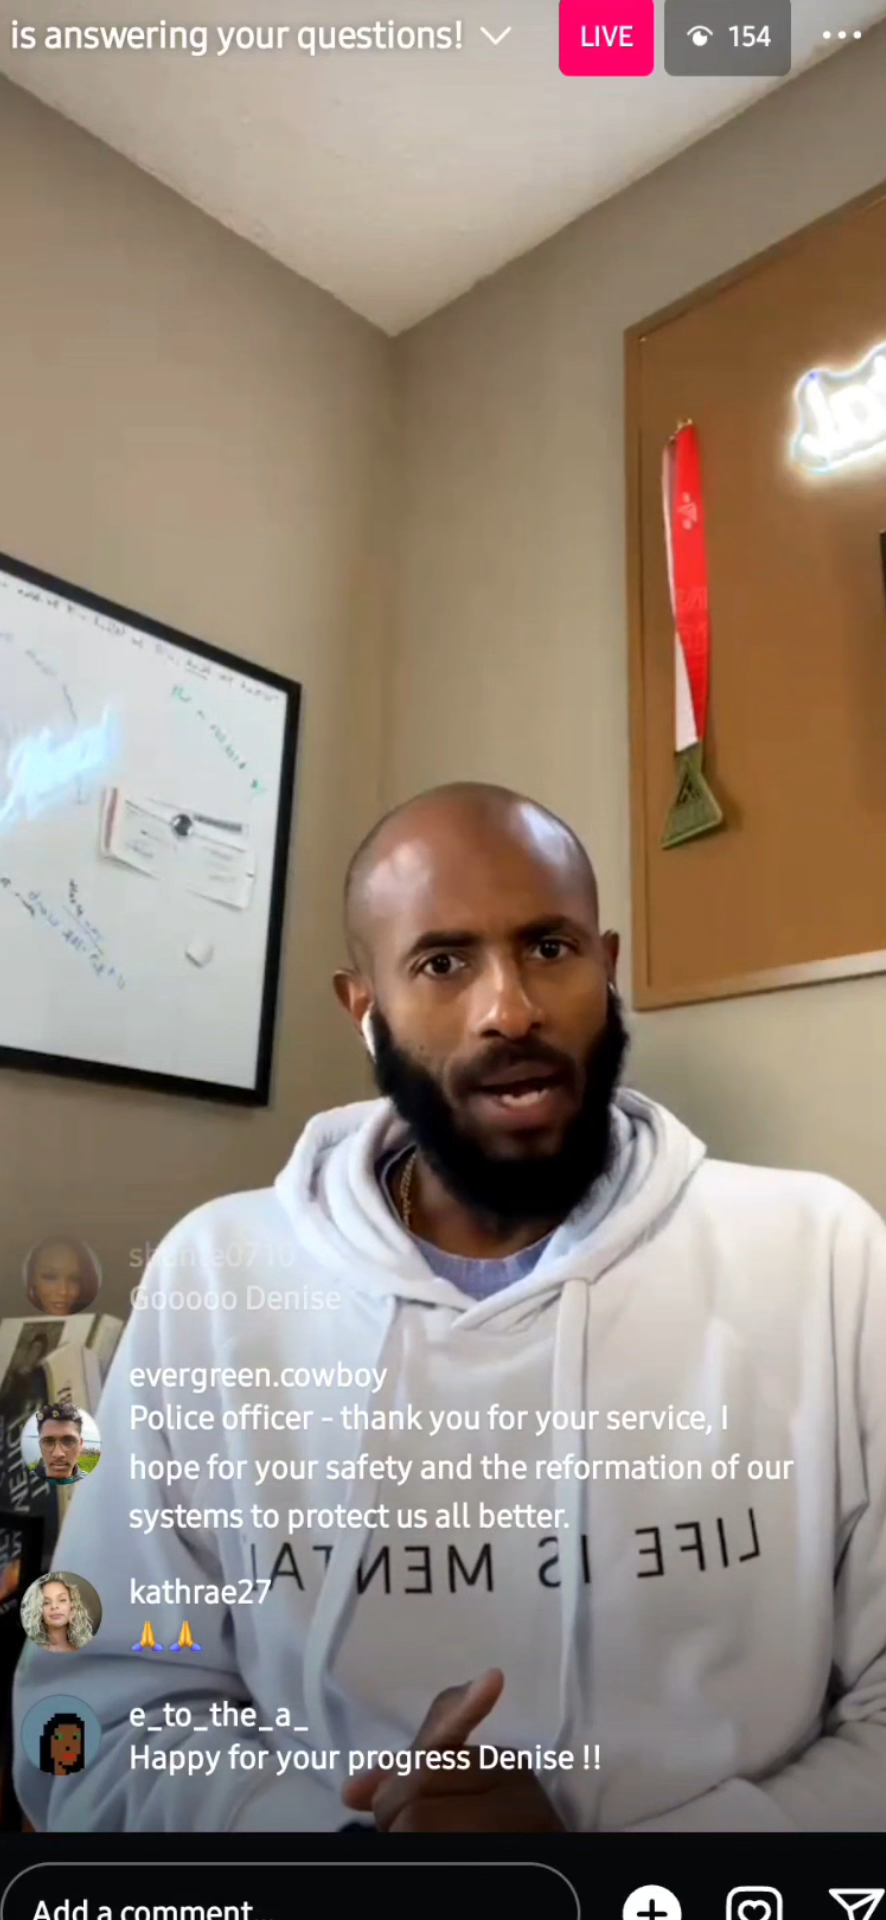 is answering your questions!
LIVE
154
shante0710
Gooooo Denise
evergreen.cowboy
Police officer - thank you for your service, I
hope for your safety and the reformation of our
systems to protect us all better.
LIFE IS MENTAL
kathrae27
🙏🙏
e_to_the_a_
Happy for your progress Denise !!
Add a comment...